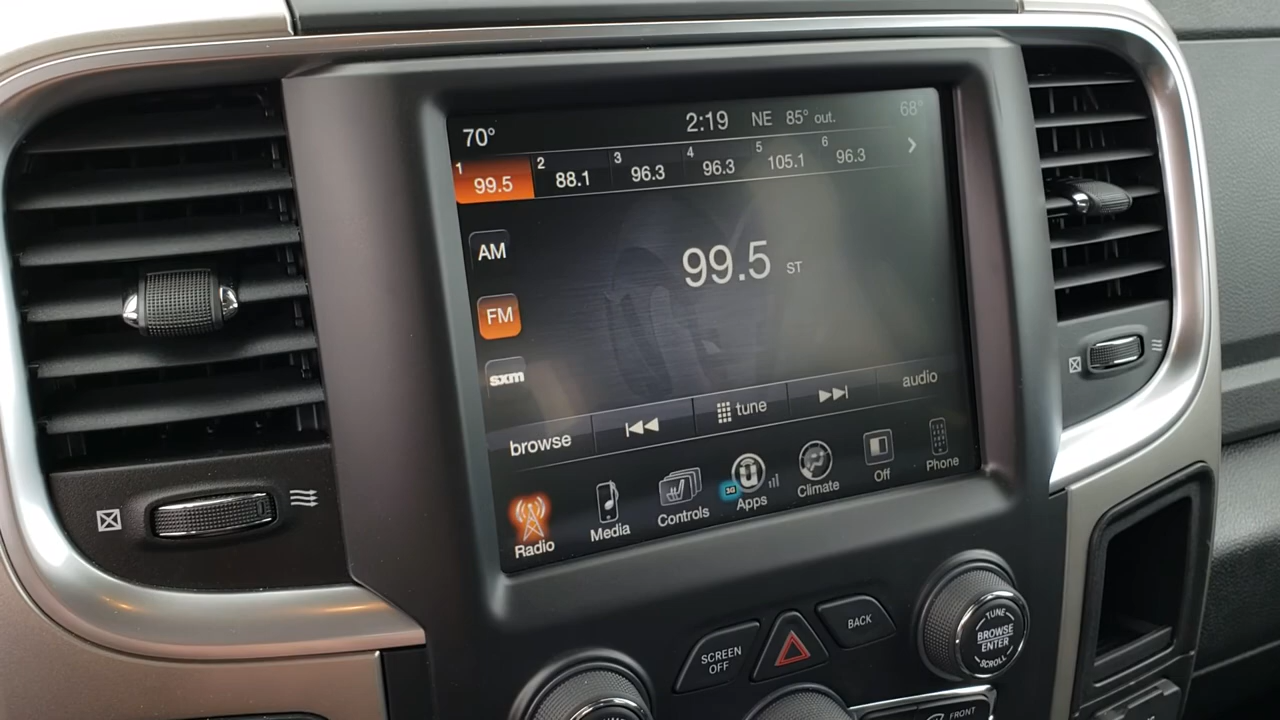 70° 2:19 NE 85° out. 68°
1 99.5 2 88.1 3 96.3 4 96.3 5 105.1 6 96.3
AM
99.5 ST
FM
sxm
browse tune audio
Radio Media Controls 3G Apps Climate Off Phone
SCREEN OFF
BACK
TUNE
BROWSE
ENTER
SCROLL
FRONT